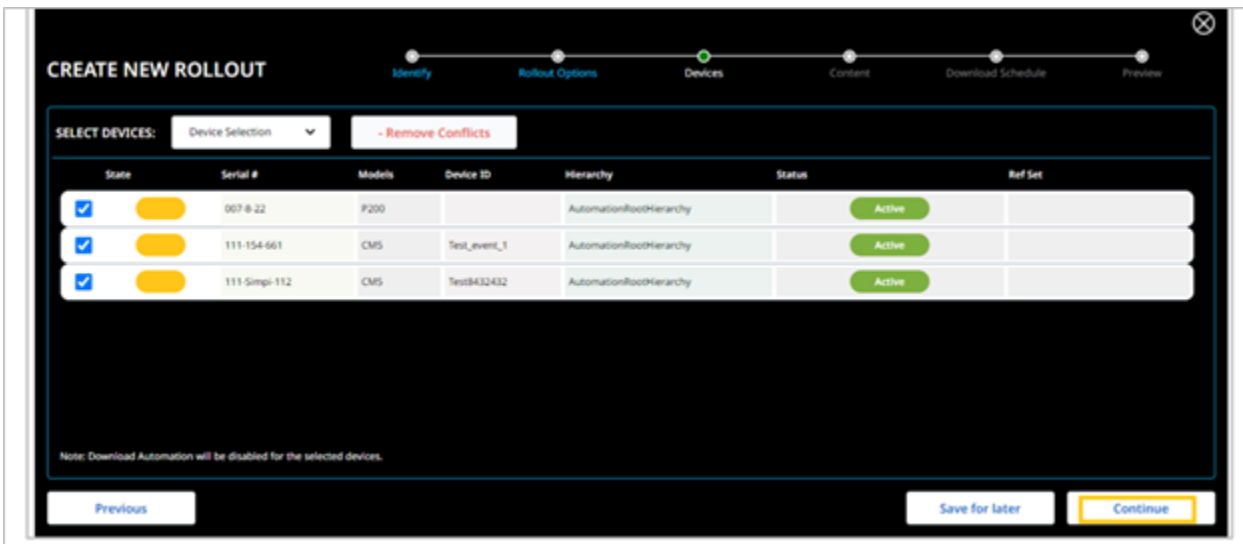 CREATE NEW ROLLOUT
Identify
Rollout Options
Devices
Content
Download Schedule
Preview
SELECT DEVICES:
Device Selection
- Remove Conflicts
State Serial # Models Device ID Hierarchy Status Ref Set
007-8-22 P200 AutomationRootHierarchy Active
111-154-661 CMS Test_event_1 AutomationRootHierarchy Active
111-Simpi-112 CMS Test8432432 AutomationRootHierarchy Active
Note: Download Automation will be disabled for the selected devices.
Previous
Save for later
Continue